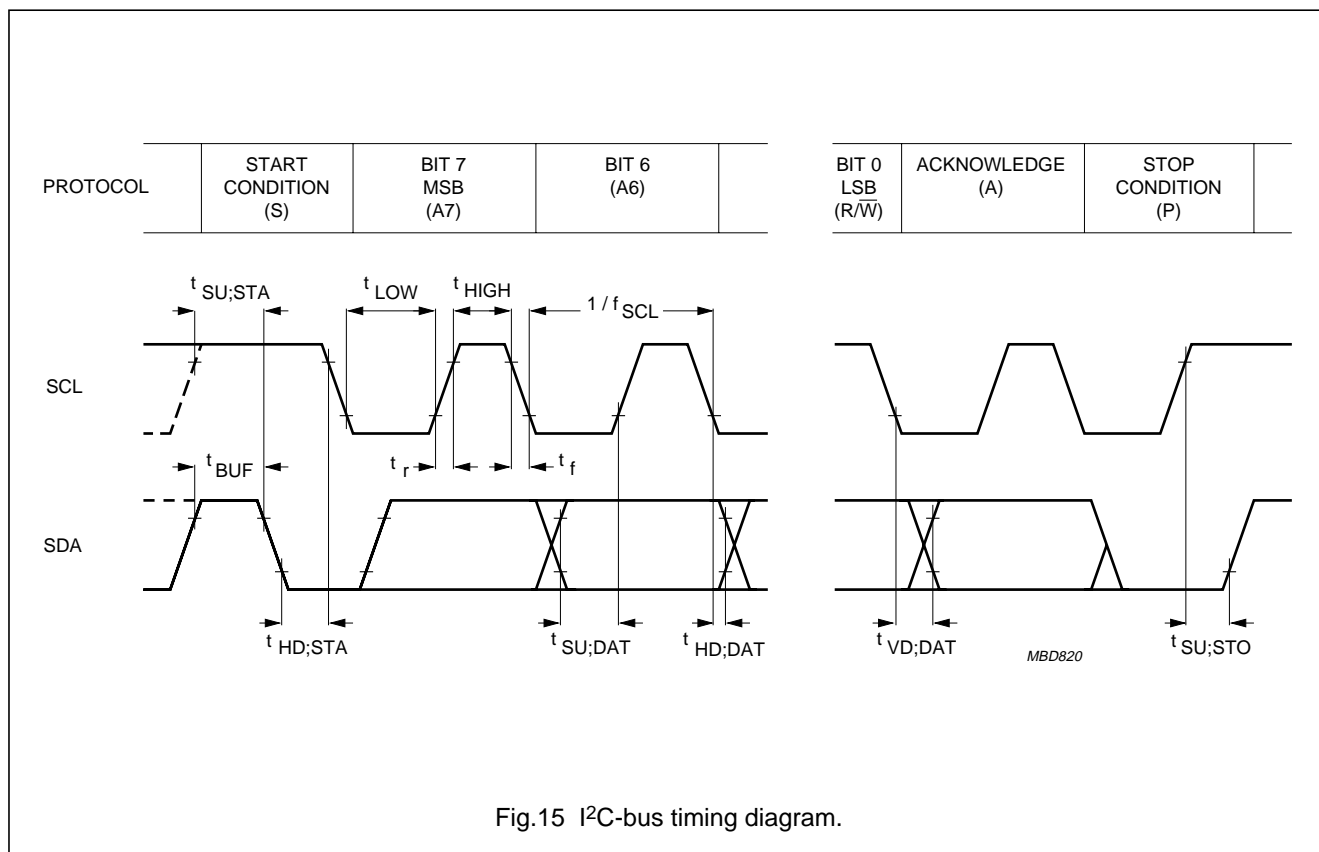 PROTOCOL
START
CONDITION
(S)
BIT 7
MSB
(A7)
BIT 6
(A6)
BIT 0
LSB
(R/W̅)
ACKNOWLEDGE
(A)
STOP
CONDITION
(P)
t SU;STA
t LOW
t HIGH
1 / f SCL
SCL
t BUF
t r
t f
SDA
t HD;STA
t SU;DAT
t HD;DAT
t VD;DAT
MBD820
t SU;STO
Fig.15 I²C-bus timing diagram.